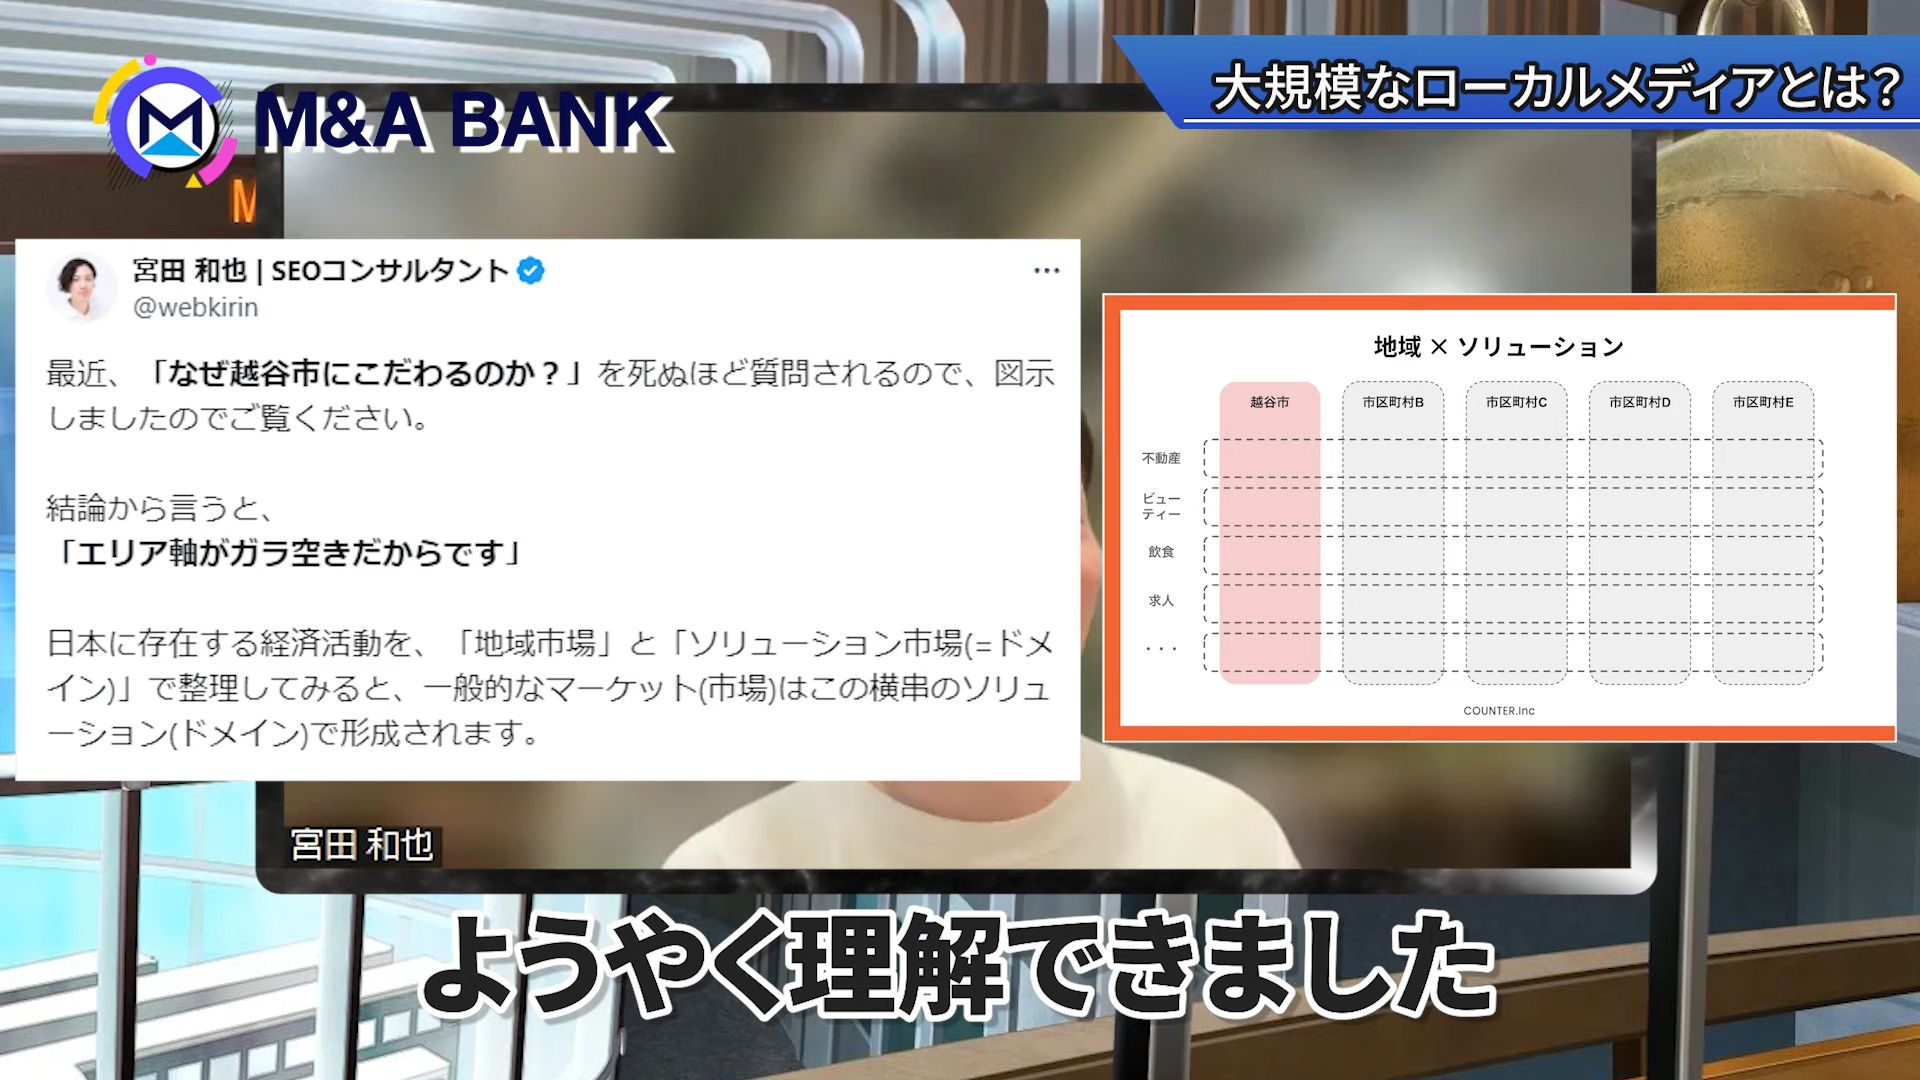 M&A BANK
大規模なローカルメディアとは？
M
宮田 和也 | SEOコンサルタント
@webkirin
最近、「なぜ越谷市にこだわるのか？」を死ぬほど質問されるので、図示
しましたのでご覧ください。
結論から言うと、
「エリア軸がガラ空きだからです」
日本に存在する経済活動を、「地域市場」と「ソリューション市場(=ドメ
イン)」で整理してみると、一般的なマーケット(市場)はこの横串のソリュ
ーション(ドメイン)で形成されます。
地域 × ソリューション
越谷市 市区町村B 市区町村C 市区町村D 市区町村E
不動産
ビュー
ティー
飲食
求人
・・・
COUNTER.Inc
宮田 和也
ようやく理解できました